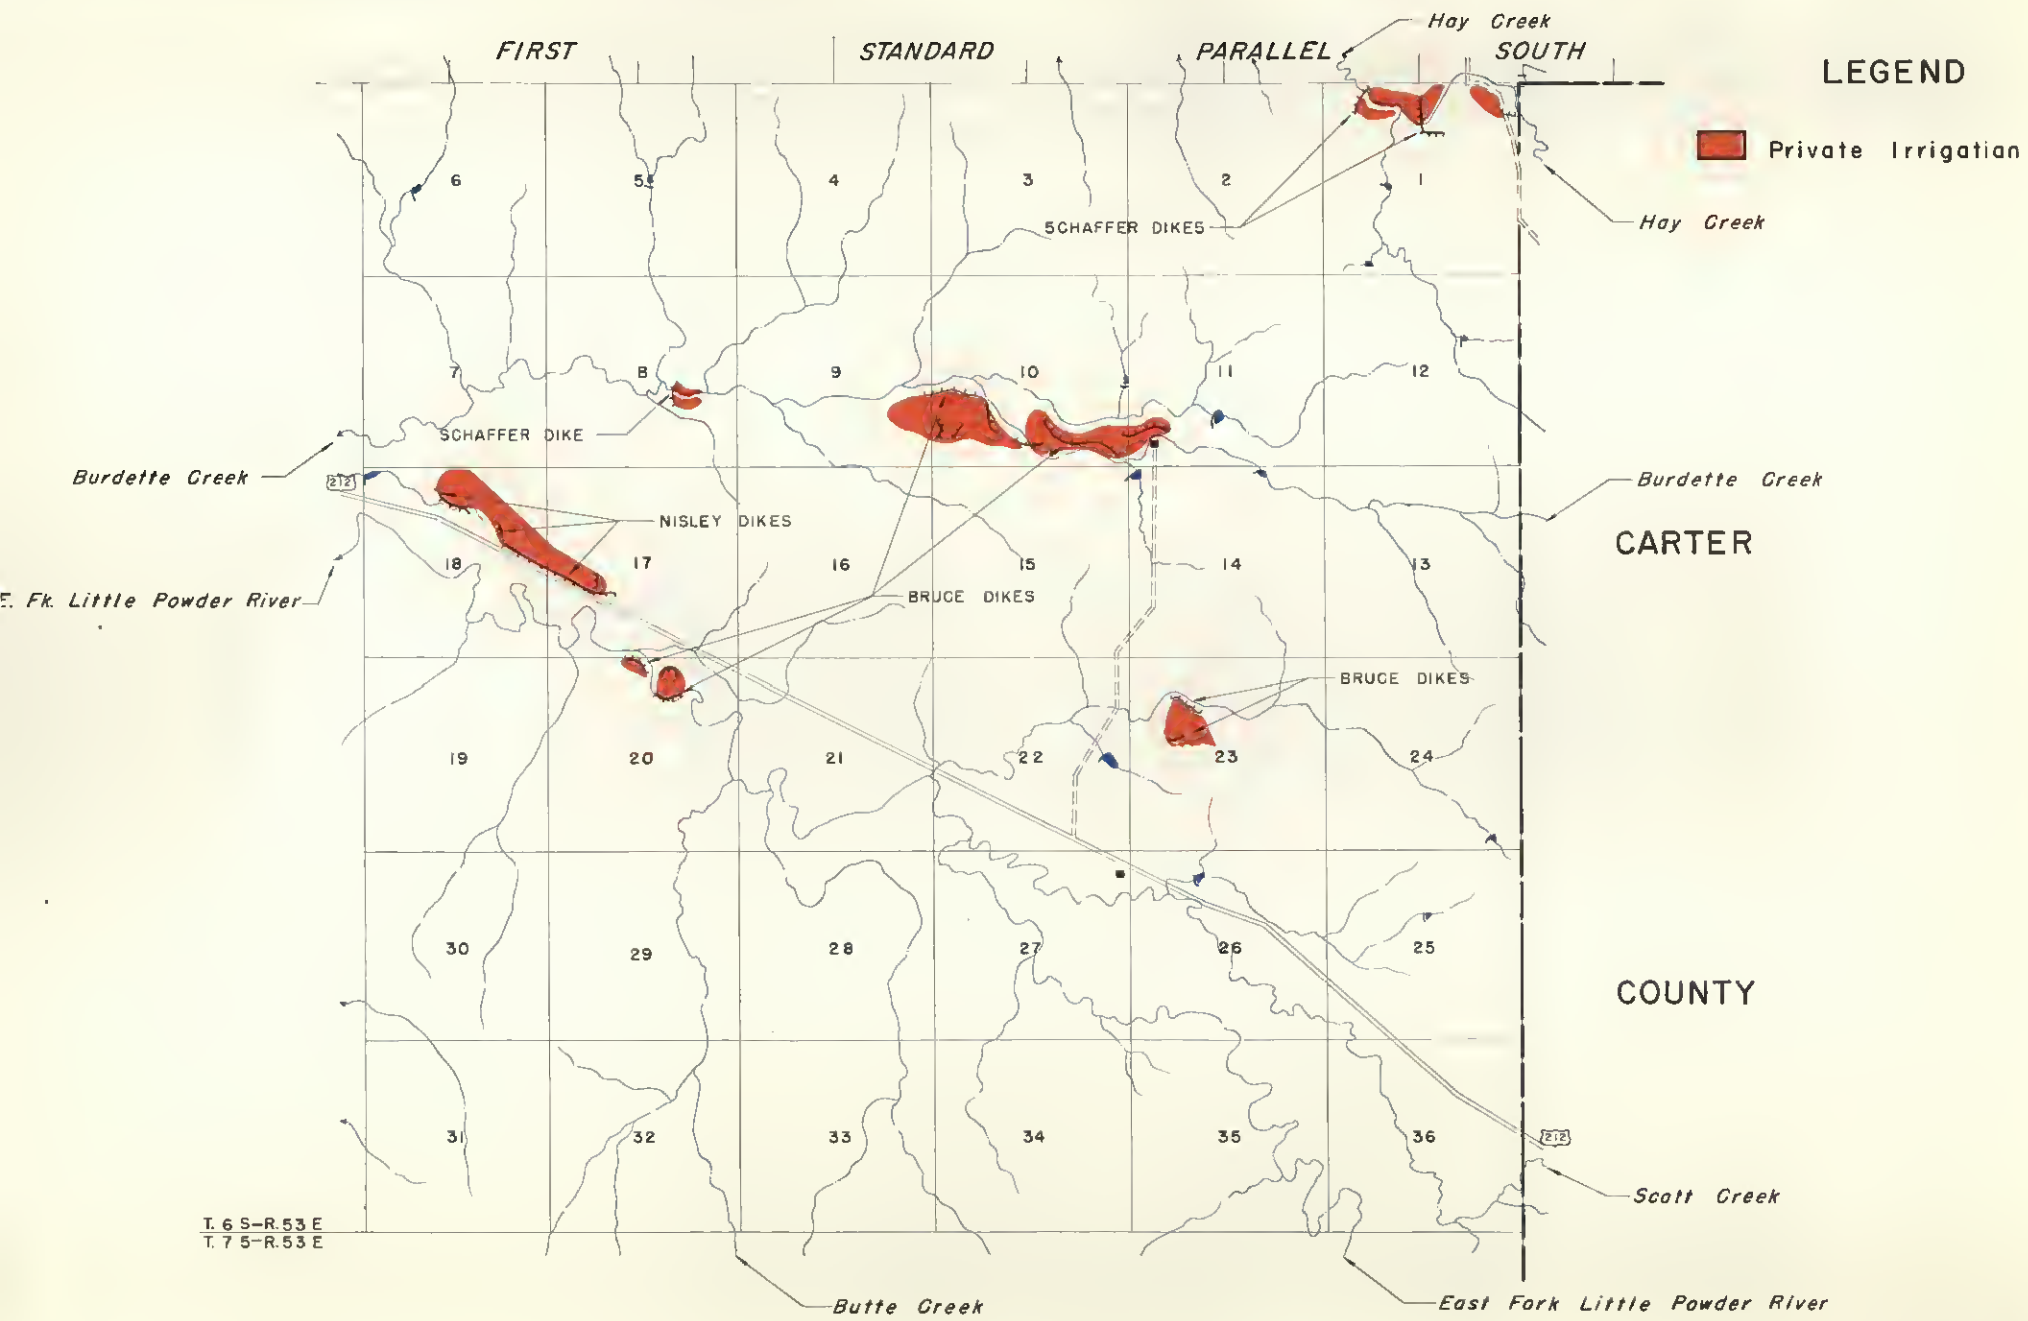 Hay Creek
FIRST STANDARD PARALLEL SOUTH
LEGEND
Private Irrigation
6 5 4 3 2 1
SCHAFFER DIKES
Hay Creek
7 8 9 10 11 12
SCHAFFER DIKE
Burdette Creek
212
Burdette Creek
NISLEY DIKES
CARTER
18 17 16 15 14 13
E. Fk. Little Powder River
BRUCE DIKES
BRUCE DIKES
19 20 21 22 23 24
30 29 28 27 26 25
COUNTY
31 32 33 34 35 36
212
Scott Creek
T. 6 S-R. 53 E
T. 7 S-R. 53 E
Butte Creek
East Fork Little Powder River